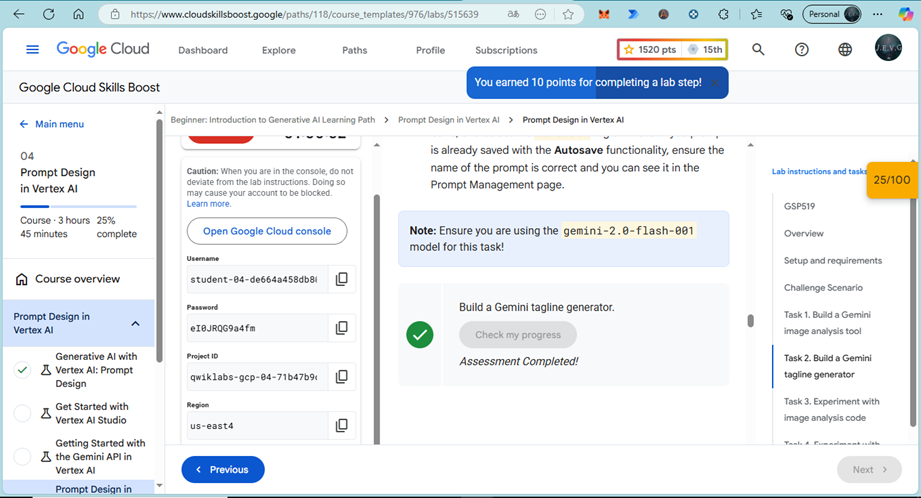 https://www.cloudskillsboost.google/paths/118/course_templates/976/labs/515639
Personal
Google Cloud
Dashboard
Explore
Paths
Profile
Subscriptions
1520 pts
15th
J.F.V.G
You earned 10 points for completing a lab step!
Google Cloud Skills Boost
Main menu
04
Prompt Design
in Vertex AI
Course · 3 hours
45 minutes
25%
complete
Course overview
Prompt Design in
Vertex AI
Generative AI with
Vertex AI: Prompt
Design
Get Started with
Vertex AI Studio
Getting Started with
the Gemini API in
Vertex AI
Prompt Design in
Beginner: Introduction to Generative AI Learning Path
Prompt Design in Vertex AI
Prompt Design in Vertex AI
Caution: When you are in the console, do not
deviate from the lab instructions. Doing so
may cause your account to be blocked.
Learn more.
Open Google Cloud console
Username
student-04-de664a458db8
Password
eI0JRQG9a4fm
Project ID
qwiklabs-gcp-04-71b47b9
Region
us-east4
is already saved with the Autosave functionality, ensure
the name of the prompt is correct and you can see it in the
Prompt Management page.
Note: Ensure you are using the gemini-2.0-flash-001
model for this task!
Build a Gemini tagline generator.
Check my progress
Assessment Completed!
Lab instructions and tasks
25/100
GSP519
Overview
Setup and requirements
Challenge Scenario
Task 1. Build a Gemini
image analysis tool
Task 2. Build a Gemini
tagline generator
Task 3. Experiment with
image analysis code
Previous
Next